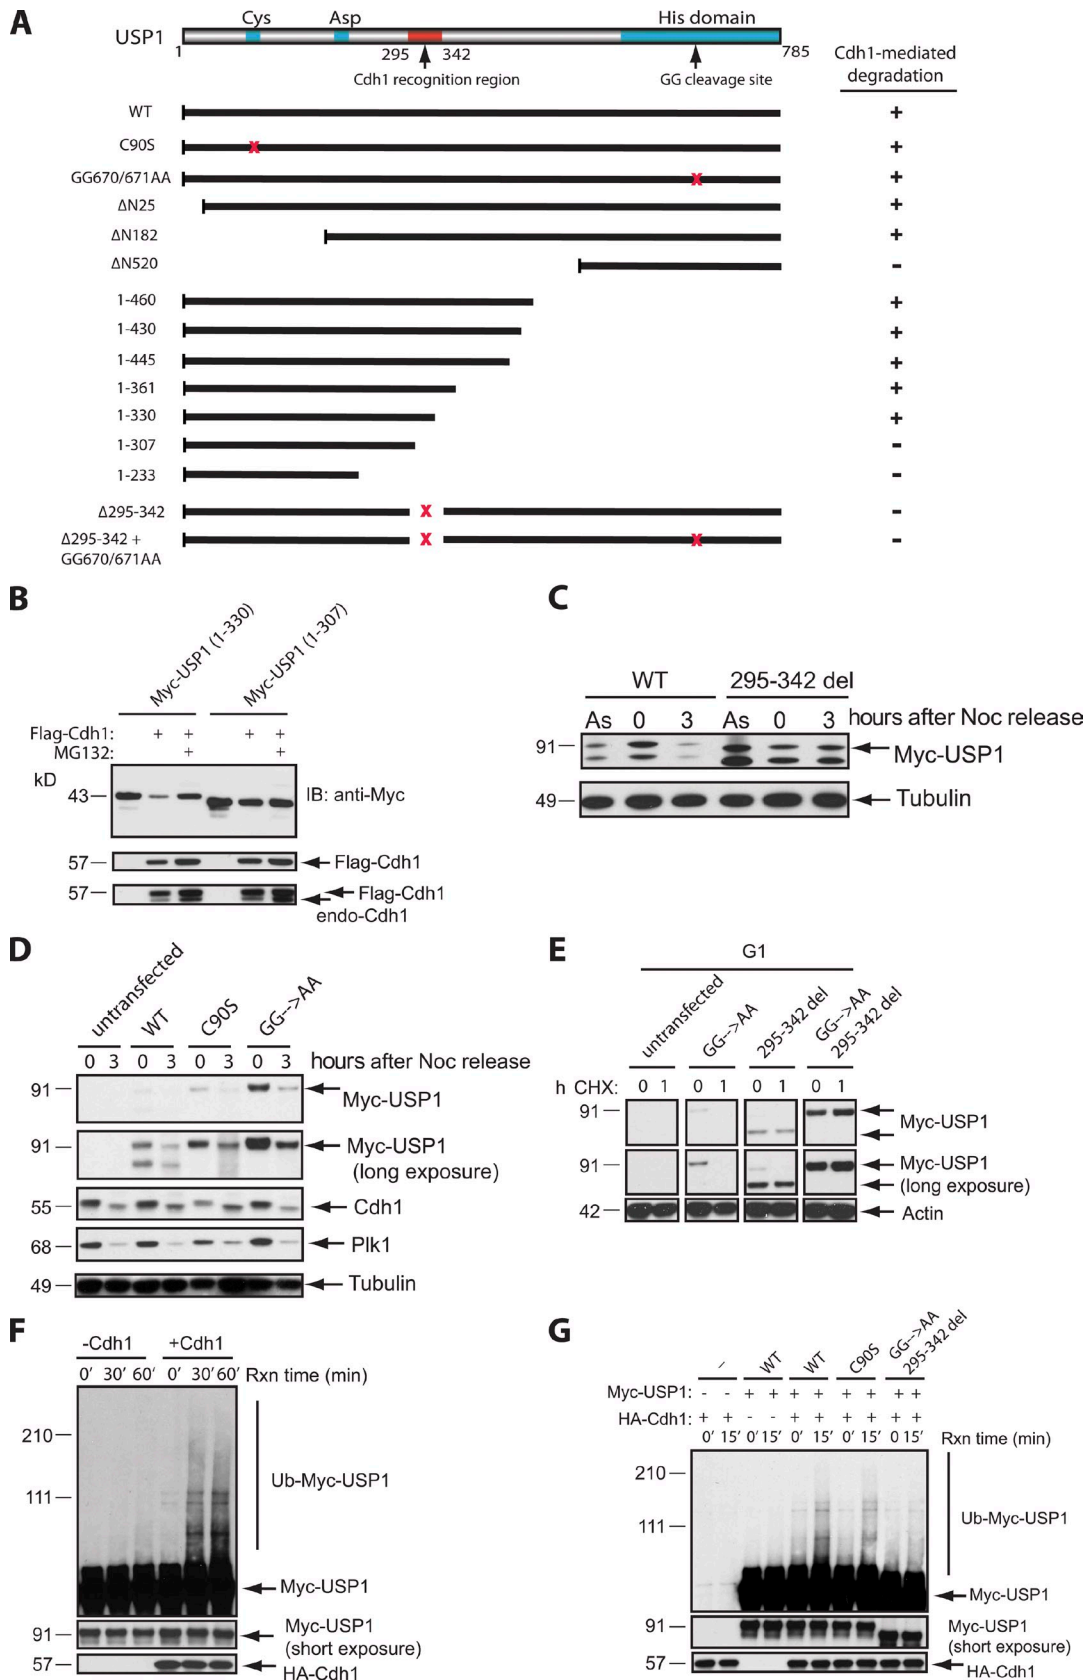 A
Cys Asp His domain
USP1
1 295 342 785
Cdh1 recognition region GG cleavage site
Cdh1-mediated
degradation
WT +
C90S X +
GG670/671AA X +
ΔN25 +
ΔN182 +
ΔN520 -
1-460 +
1-430 +
1-445 +
1-361 +
1-330 +
1-307 -
1-233 -
Δ295-342 X -
Δ295-342 + X X -
GG670/671AA
B
Myc-USP1 (1-330) Myc-USP1 (1-307)
Flag-Cdh1: + + + +
MG132: + +
kD
43 IB: anti-Myc
57 Flag-Cdh1
57 Flag-Cdh1
endo-Cdh1
C
WT 295-342 del
As 0 3 As 0 3 hours after Noc release
91 Myc-USP1
49 Tubulin
D
untransfected WT C90S GG-->AA
0 3 0 3 0 3 0 3 hours after Noc release
91 Myc-USP1
91 Myc-USP1
(long exposure)
55 Cdh1
68 Plk1
49 Tubulin
E
G1
untransfected GG-->AA 295-342 del GG-->AA
295-342 del
h CHX: 0 1 0 1 0 1 0 1
91 Myc-USP1
91 Myc-USP1
(long exposure)
42 Actin
F
-Cdh1 +Cdh1
0' 30' 60' 0' 30' 60' Rxn time (min)
210
111
Ub-Myc-USP1
Myc-USP1
91 Myc-USP1
(short exposure)
57 HA-Cdh1
G
- WT WT C90S GG-->AA
295-342 del
Myc-USP1: - - + + + + + + + +
HA-Cdh1: + + - - + + + + + +
0' 15' 0' 15' 0' 15' 0' 15' 0' 15' Rxn time (min)
210
111
Ub-Myc-USP1
Myc-USP1
91 Myc-USP1
(short exposure)
57 HA-Cdh1